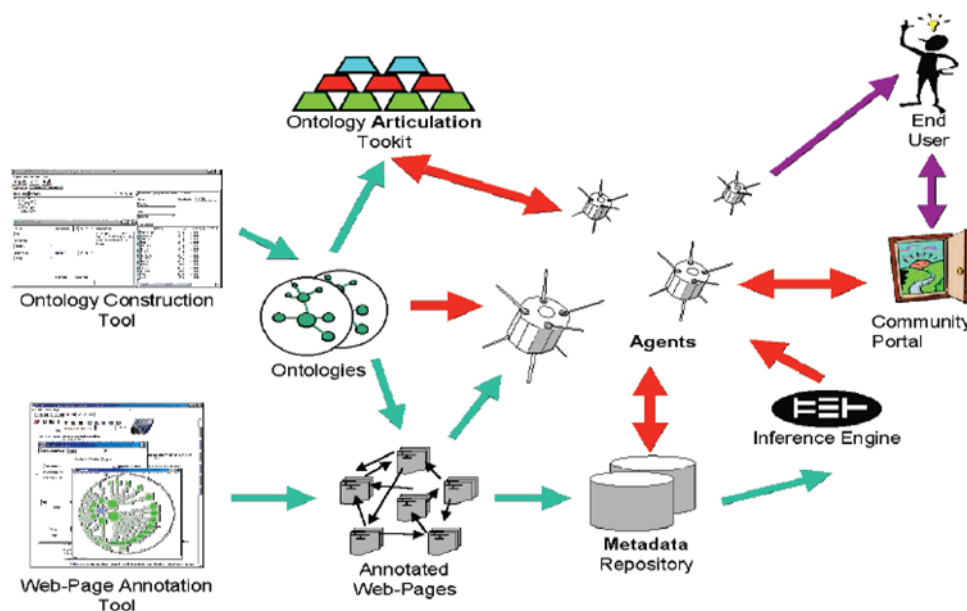 Ontology Articulation
Tookit
End
User
Ontology Construction
Tool
Ontologies
Agents
Community
Portal
Inference Engine
Annotated
Web-Pages
Metadata
Repository
Web-Page Annotation
Tool